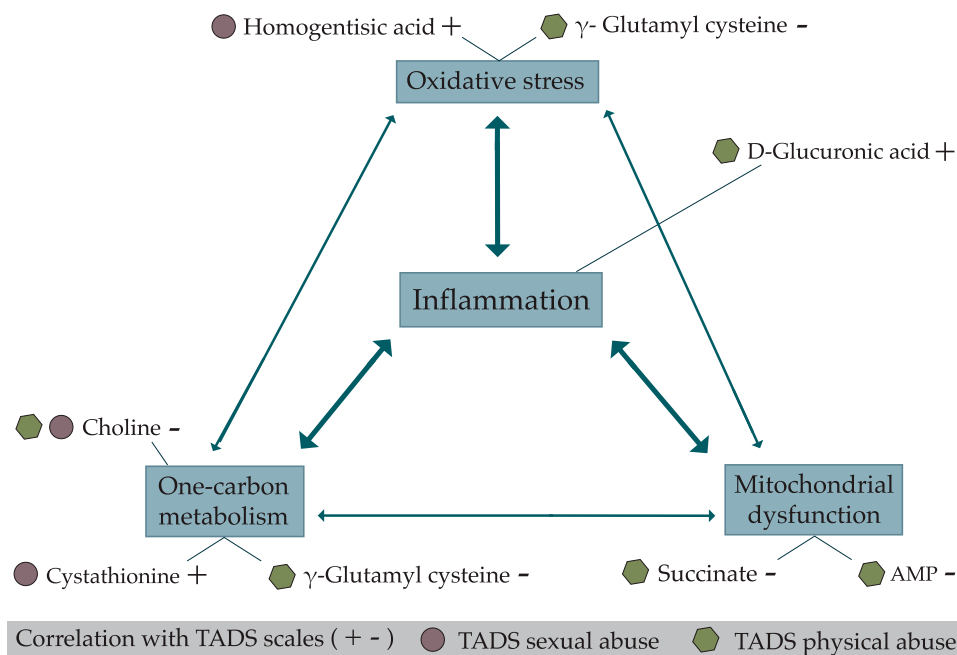 Homogentisic acid + γ- Glutamyl cysteine -
Oxidative stress
D-Glucuronic acid +
Inflammation
Choline -
One-carbon
metabolism
Mitochondrial
dysfunction
Cystathionine + γ-Glutamyl cysteine - Succinate - AMP -
Correlation with TADS scales ( + - ) TADS sexual abuse TADS physical abuse